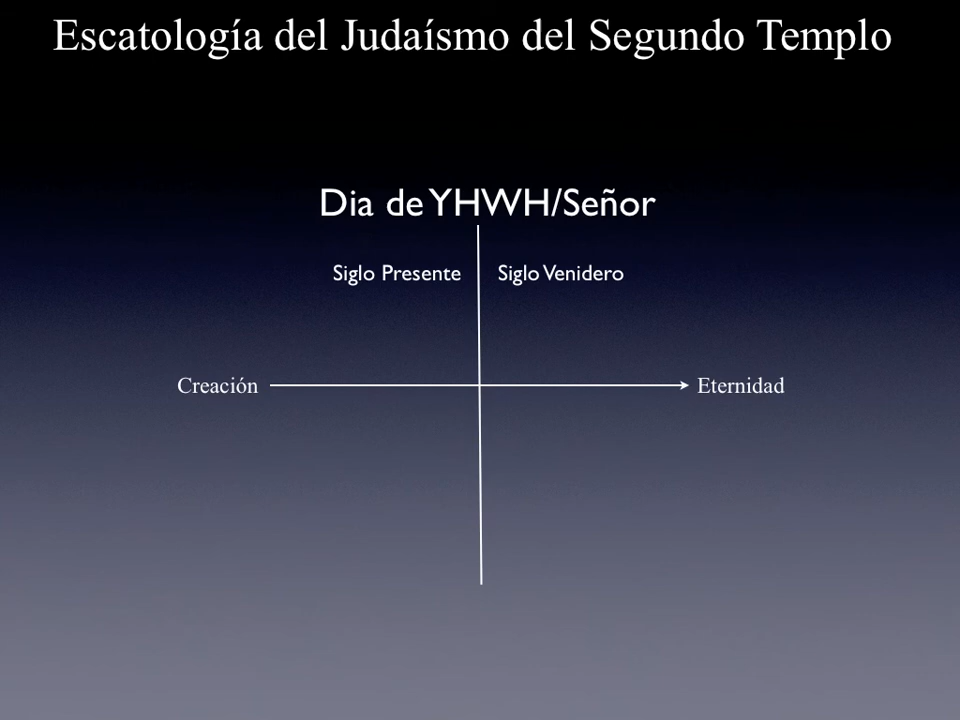 Escatología del Judaísmo del Segundo Templo
Dia de YHWH/Señor
Siglo Presente
Siglo Venidero
Creación
Eternidad